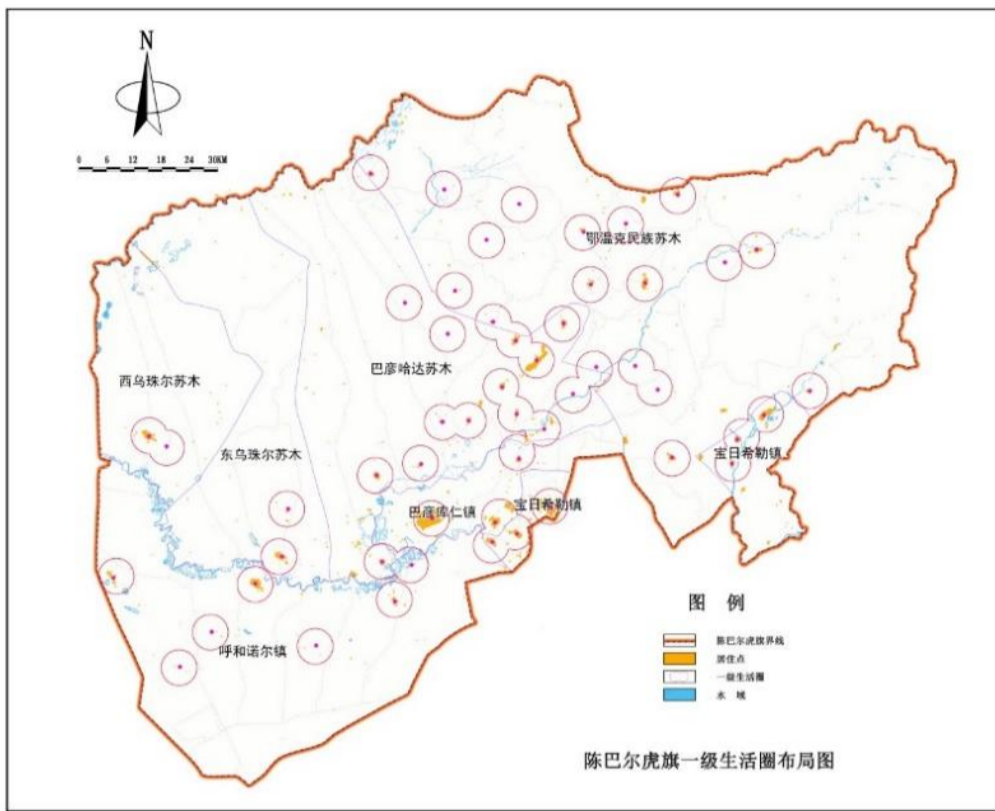 N
0 6 12 18 24 30KM
鄂温克民族苏木
巴彦哈达苏木
西乌珠尔苏木
东乌珠尔苏木
宝日希勒镇
巴彦库仁镇
宝日希勒镇
呼和诺尔镇
图 例
陈巴尔虎旗界线
居住点
一级生活圈
水 域
陈巴尔虎旗一级生活圈布局图